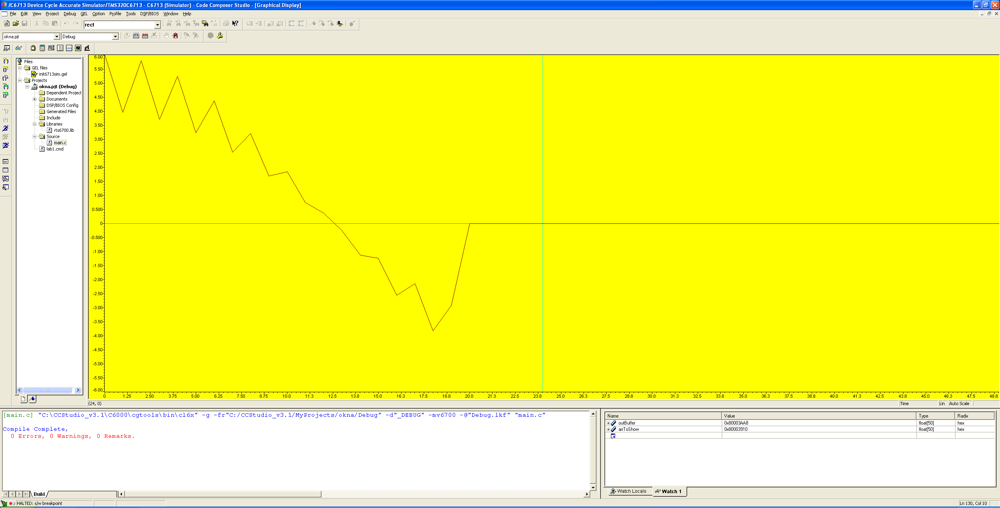 /C6713 Device Cycle Accurate Simulator/TMS320C6713 - C6713 (Simulator) - Code Composer Studio - [Graphical Display]
File Edit View Project Debug GEL Option Profile Tools DSP/BIOS Window Help
rect
okna.pjt Debug
Files
GEL files
init6713sim.gel
Projects
okna.pjt (Debug)
Dependent Project
Documents
DSP/BIOS Config
Generated Files
Include
Libraries
rts6700.lib
Source
main.c
lab1.cmd
6.00
5.50
5.00
4.50
4.00
3.50
3.00
2.50
2.00
1.50
1.00
0.500
0
-0.500
-1.00
-1.50
-2.00
-2.50
-3.00
-3.50
-4.00
-4.50
-5.00
-5.50
-6.00
0 1.25 2.50 3.75 5.00 6.25 7.50 8.75 10.0 11.3 12.5 13.8 15.0 16.3 17.5 18.8 20.0 21.3 22.5 23.8 25.0 26.3 27.5 28.8 30.0 31.3 32.5 33.8 35.0 36.3 37.5 38.8 40.0 41.3 42.5 43.8 45.0 46.3 47.5 48.8
(24, 0) Time Lin Auto Scale
[main.c] "C:\CCStudio_v3.1\C6000\cgtools\bin\cl6x" -g -fr"C:/CCStudio_v3.1/MyProjects/okna/Debug" -d"_DEBUG" -mv6700 -@"Debug.lkf" "main.c"
Compile Complete,
0 Errors, 0 Warnings, 0 Remarks.
Build
Name Value Type Radix
outBuffer 0x80003AA8 float[50] hex
arrToShow 0x80003910 float[50] hex
Watch Locals Watch 1
HALTED: s/w breakpoint Ln 130, Col 10